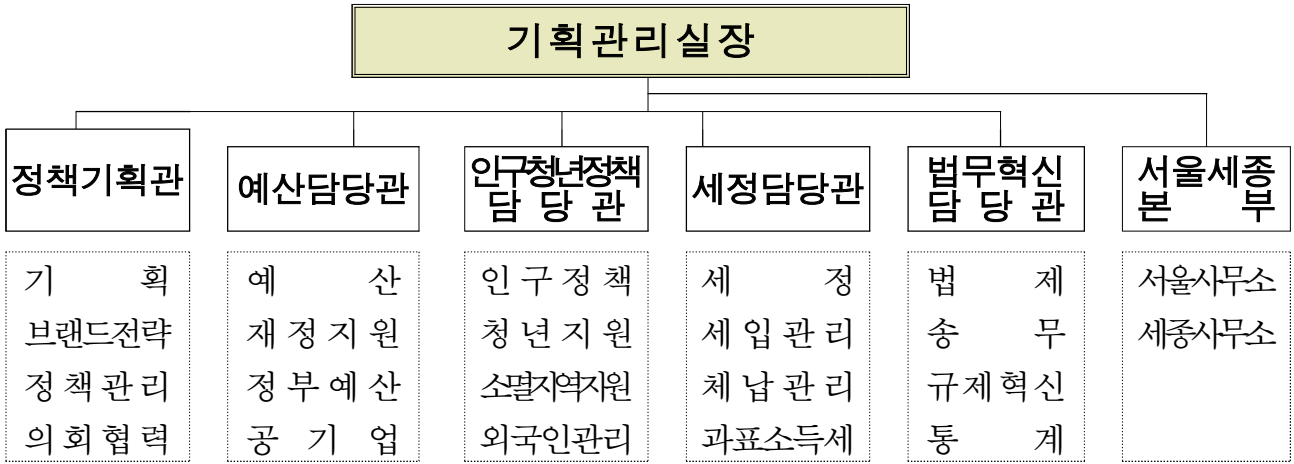 기획관리실장
정책기획관
예산담당관
인구청년정책
담당관
세정담당관
법무혁신
담당관
서울세종
본부
기획
브랜드전략
정책관리
의회협력
예산
재정지원
정부예산
공기업
인구정책
청년지원
소멸지역지원
외국인관리
세정
세입관리
체납관리
과표소득세
법제
송무
규제혁신
통계
서울사무소
세종사무소